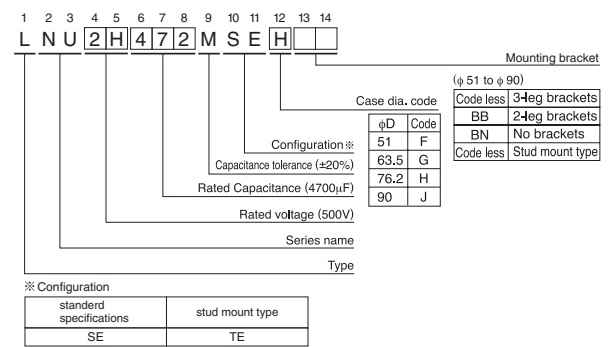 1 2 3 4 5 6 7 8 9 10 11 12 13 14
L N U 2 H 4 7 2 M S E H
Mounting bracket
(φ 51 to φ 90)
Code less 3-leg brackets
BB 2-leg brackets
BN No brackets
Code less Stud mount type
Case dia. code
φD Code
51 F
63.5 G
76.2 H
90 J
Configuration※
Capacitance tolerance (±20%)
Rated Capacitance (4700μF)
Rated voltage (500V)
Series name
Type
※ Configuration
standerd specifications stud mount type
SE TE